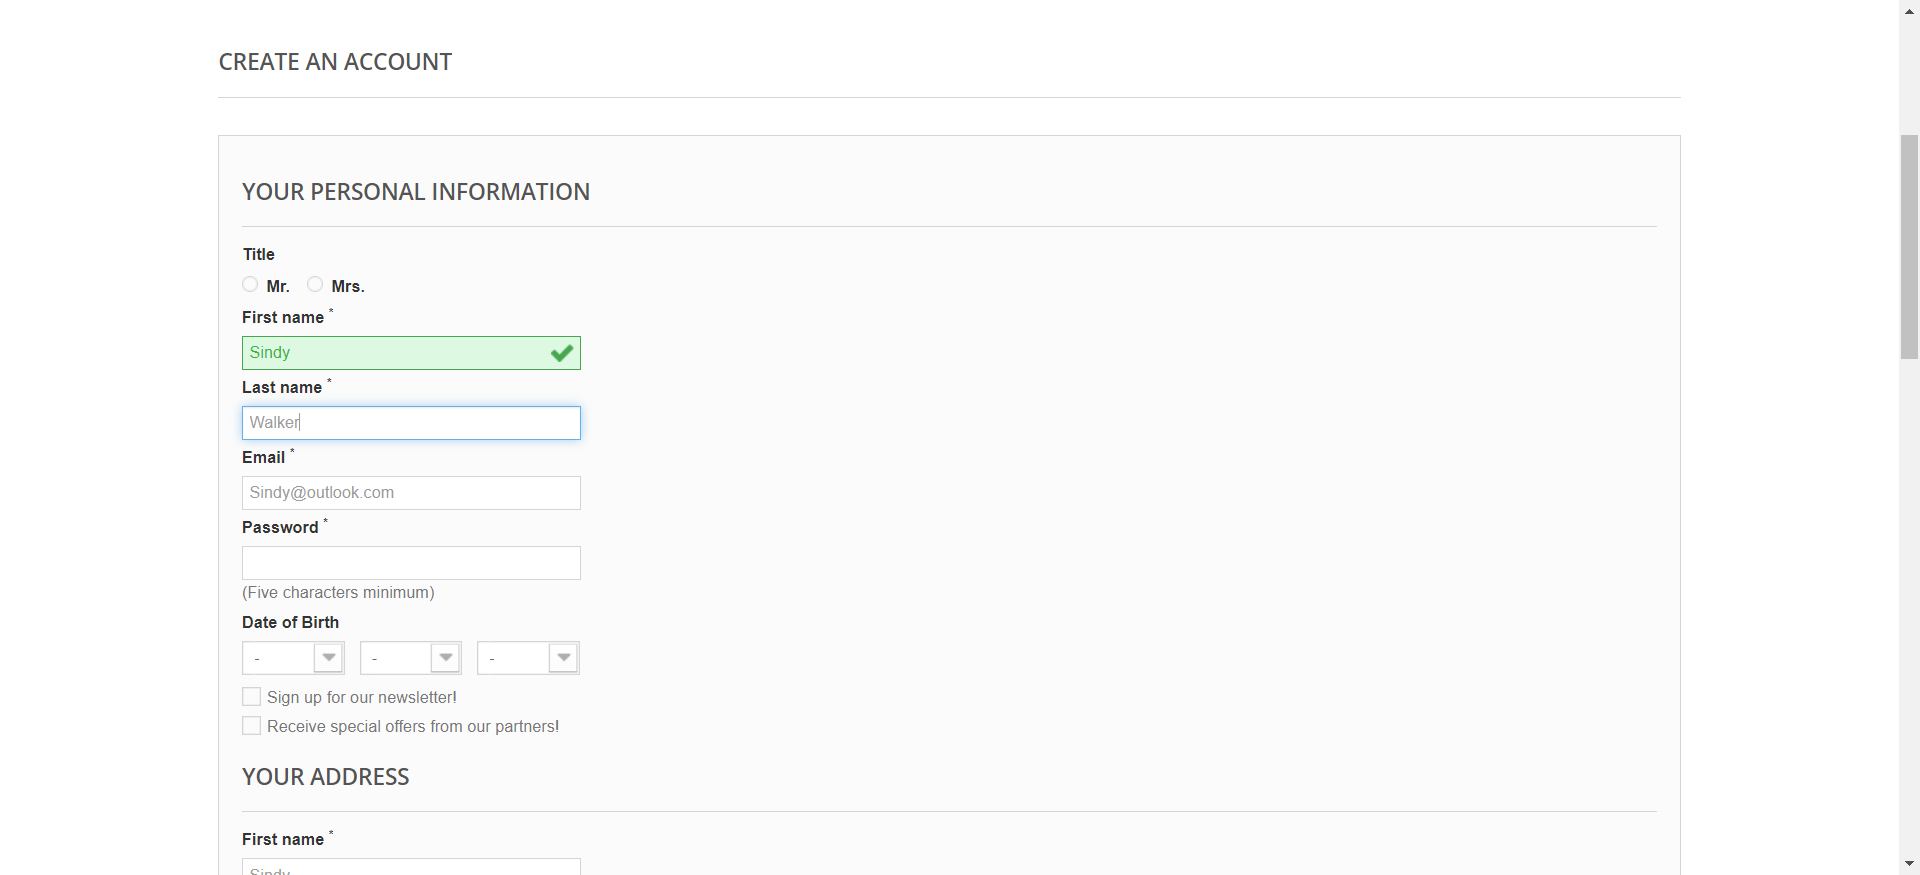 CREATE AN ACCOUNT
YOUR PERSONAL INFORMATION
Title
Mr. Mrs.
First name *
Sindy
Last name *
Walker
Email *
Sindy@outlook.com
Password *
(Five characters minimum)
Date of Birth
- - -
Sign up for our newsletter!
Receive special offers from our partners!
YOUR ADDRESS
First name *
Sindy